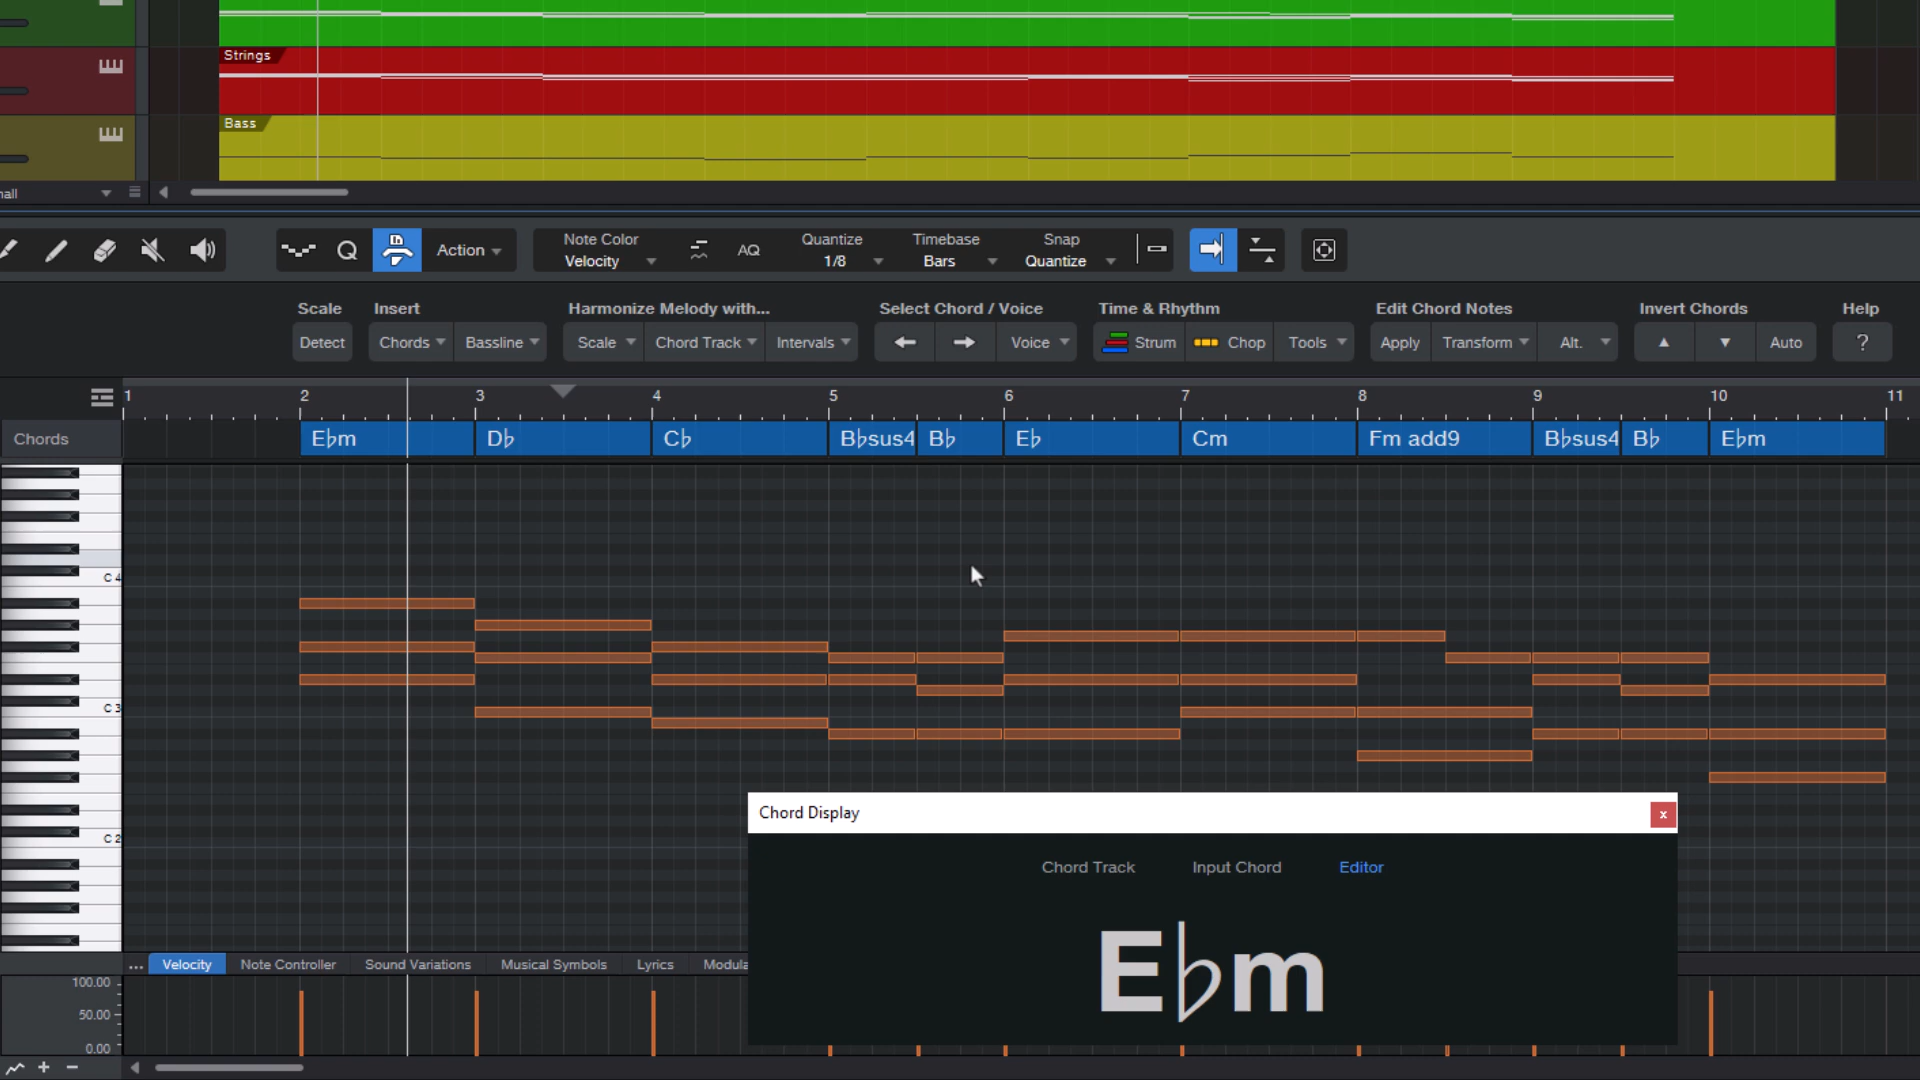 Strings
Bass
Action
Note Color
Velocity
AQ
Quantize
1/8
Timebase
Bars
Snap
Quantize
Scale
Insert
Harmonize Melody with...
Select Chord / Voice
Time & Rhythm
Edit Chord Notes
Invert Chords
Help
Detect
Chords
Bassline
Scale
Chord Track
Intervals
Voice
Strum
Chop
Tools
Apply
Transform
Alt.
Auto
?
1 2 3 4 5 6 7 8 9 10 11
Chords
E♭m D♭ C♭ B♭sus4 B♭ E♭ Cm Fm add9 B♭sus4 B♭ E♭m
C 4
C 3
C 2
Chord Display
x
Chord Track Input Chord Editor
E♭m
... Velocity Note Controller Sound Variations Musical Symbols Lyrics Modula
100.00
50.00
0.00